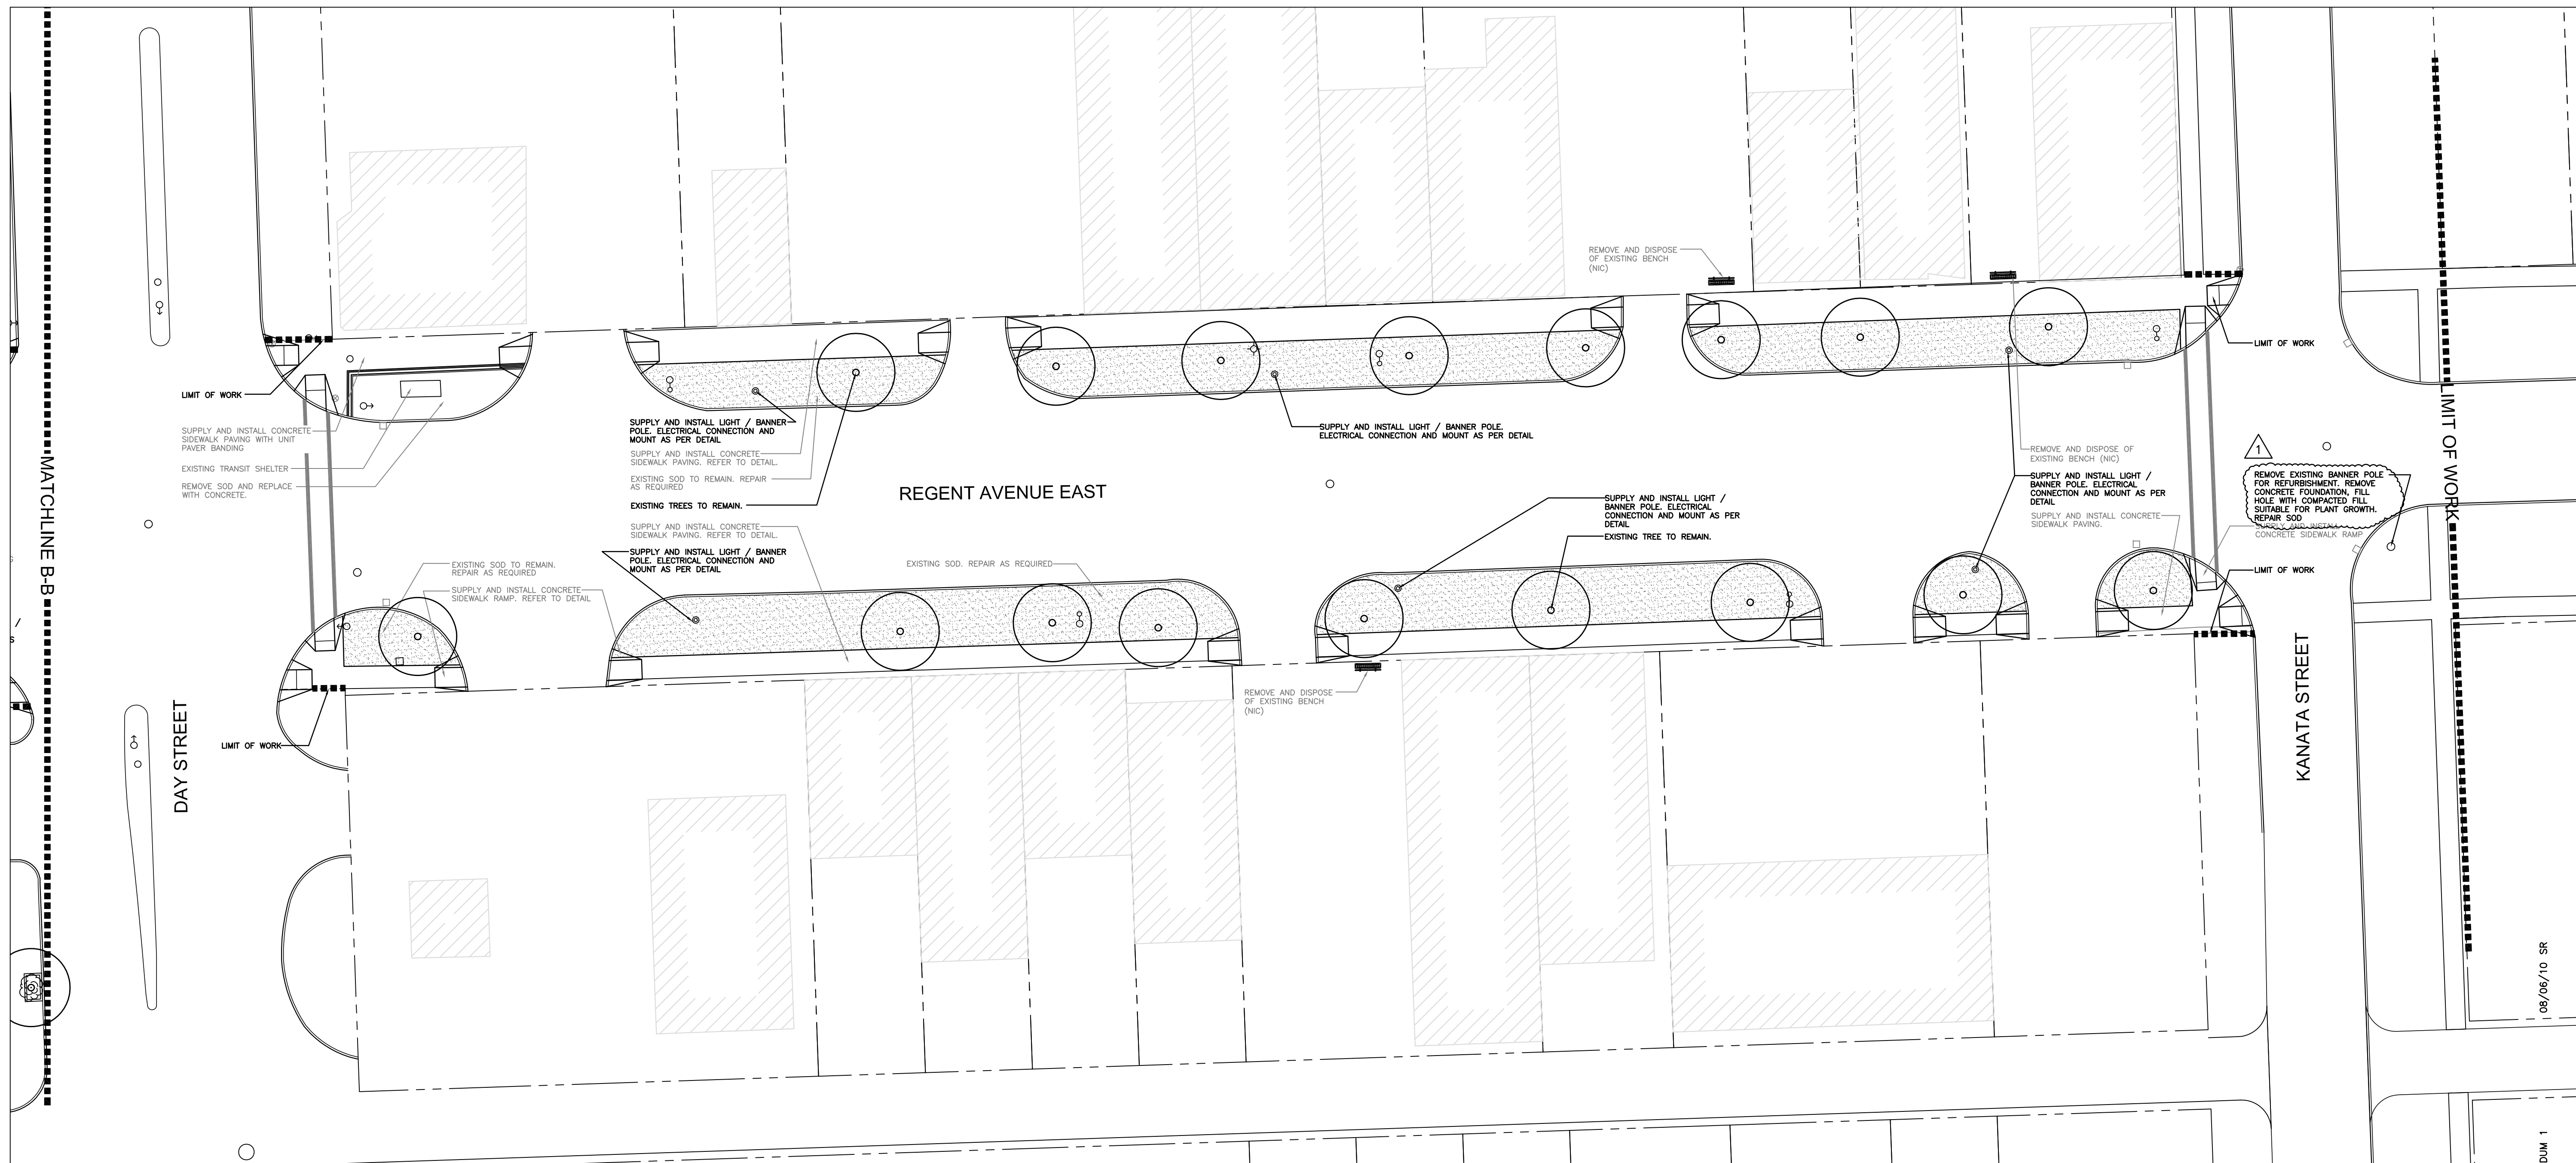 MATCHLINE B-B
DAY STREET
REGENT AVENUE EAST
KANATA STREET
LIMIT OF WORK
LIMIT OF WORK
SUPPLY AND INSTALL CONCRETE
SIDEWALK PAVING WITH UNIT
PAVER BANDING
EXISTING TRANSIT SHELTER
REMOVE SOD AND REPLACE
WITH CONCRETE.
SUPPLY AND INSTALL LIGHT / BANNER
POLE. ELECTRICAL CONNECTION AND
MOUNT AS PER DETAIL
SUPPLY AND INSTALL CONCRETE
SIDEWALK PAVING. REFER TO DETAIL.
EXISTING SOD TO REMAIN. REPAIR
AS REQUIRED
EXISTING TREES TO REMAIN.
SUPPLY AND INSTALL CONCRETE
SIDEWALK PAVING. REFER TO DETAIL.
SUPPLY AND INSTALL LIGHT / BANNER
POLE. ELECTRICAL CONNECTION AND
MOUNT AS PER DETAIL
EXISTING SOD TO REMAIN.
REPAIR AS REQUIRED
SUPPLY AND INSTALL CONCRETE
SIDEWALK RAMP. REFER TO DETAIL
LIMIT OF WORK
EXISTING SOD. REPAIR AS REQUIRED
SUPPLY AND INSTALL LIGHT / BANNER POLE.
ELECTRICAL CONNECTION AND MOUNT AS PER DETAIL
REMOVE AND DISPOSE
OF EXISTING BENCH
(NIC)
SUPPLY AND INSTALL LIGHT /
BANNER POLE. ELECTRICAL
CONNECTION AND MOUNT AS PER
DETAIL
EXISTING TREE TO REMAIN.
REMOVE AND DISPOSE
OF EXISTING BENCH
(NIC)
REMOVE AND DISPOSE OF
EXISTING BENCH (NIC)
SUPPLY AND INSTALL LIGHT /
BANNER POLE. ELECTRICAL
CONNECTION AND MOUNT AS PER
DETAIL
SUPPLY AND INSTALL CONCRETE
SIDEWALK PAVING.
LIMIT OF WORK
1
REMOVE EXISTING BANNER POLE
FOR REFURBISHMENT. REMOVE
CONCRETE FOUNDATION, FILL
HOLE WITH COMPACTED FILL
SUITABLE FOR PLANT GROWTH.
REPAIR SOD
SUPPLY AND INSTALL
CONCRETE SIDEWALK RAMP
LIMIT OF WORK
/
S
08/06/10 SR
DUM 1